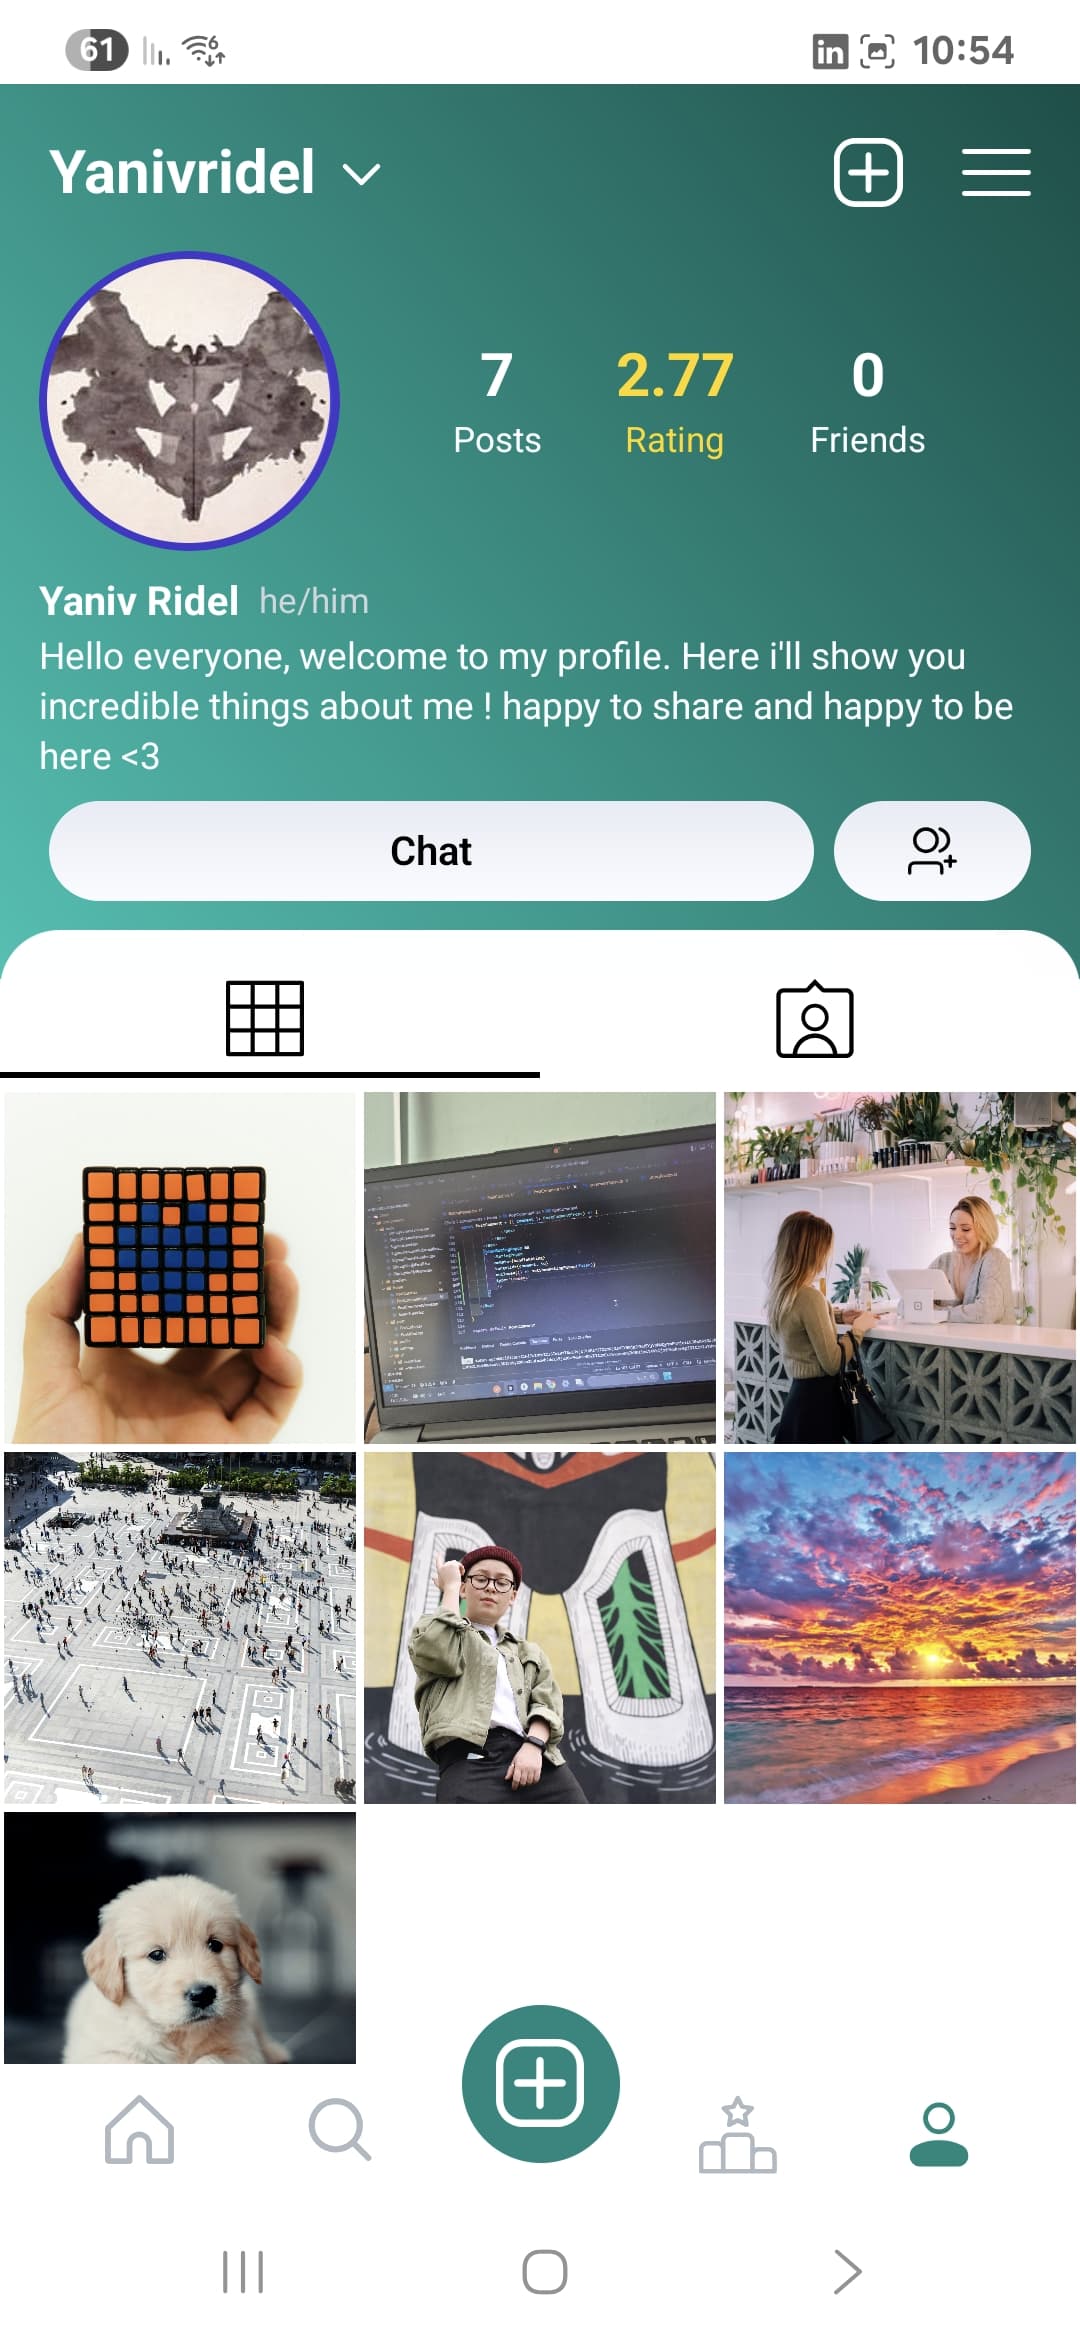 61
6
in
10:54
Yanivridel
7
2.77
0
Posts
Rating
Friends
Yaniv Ridel he/him
Hello everyone, welcome to my profile. Here i'll show you
incredible things about me ! happy to share and happy to be
here <3
Chat